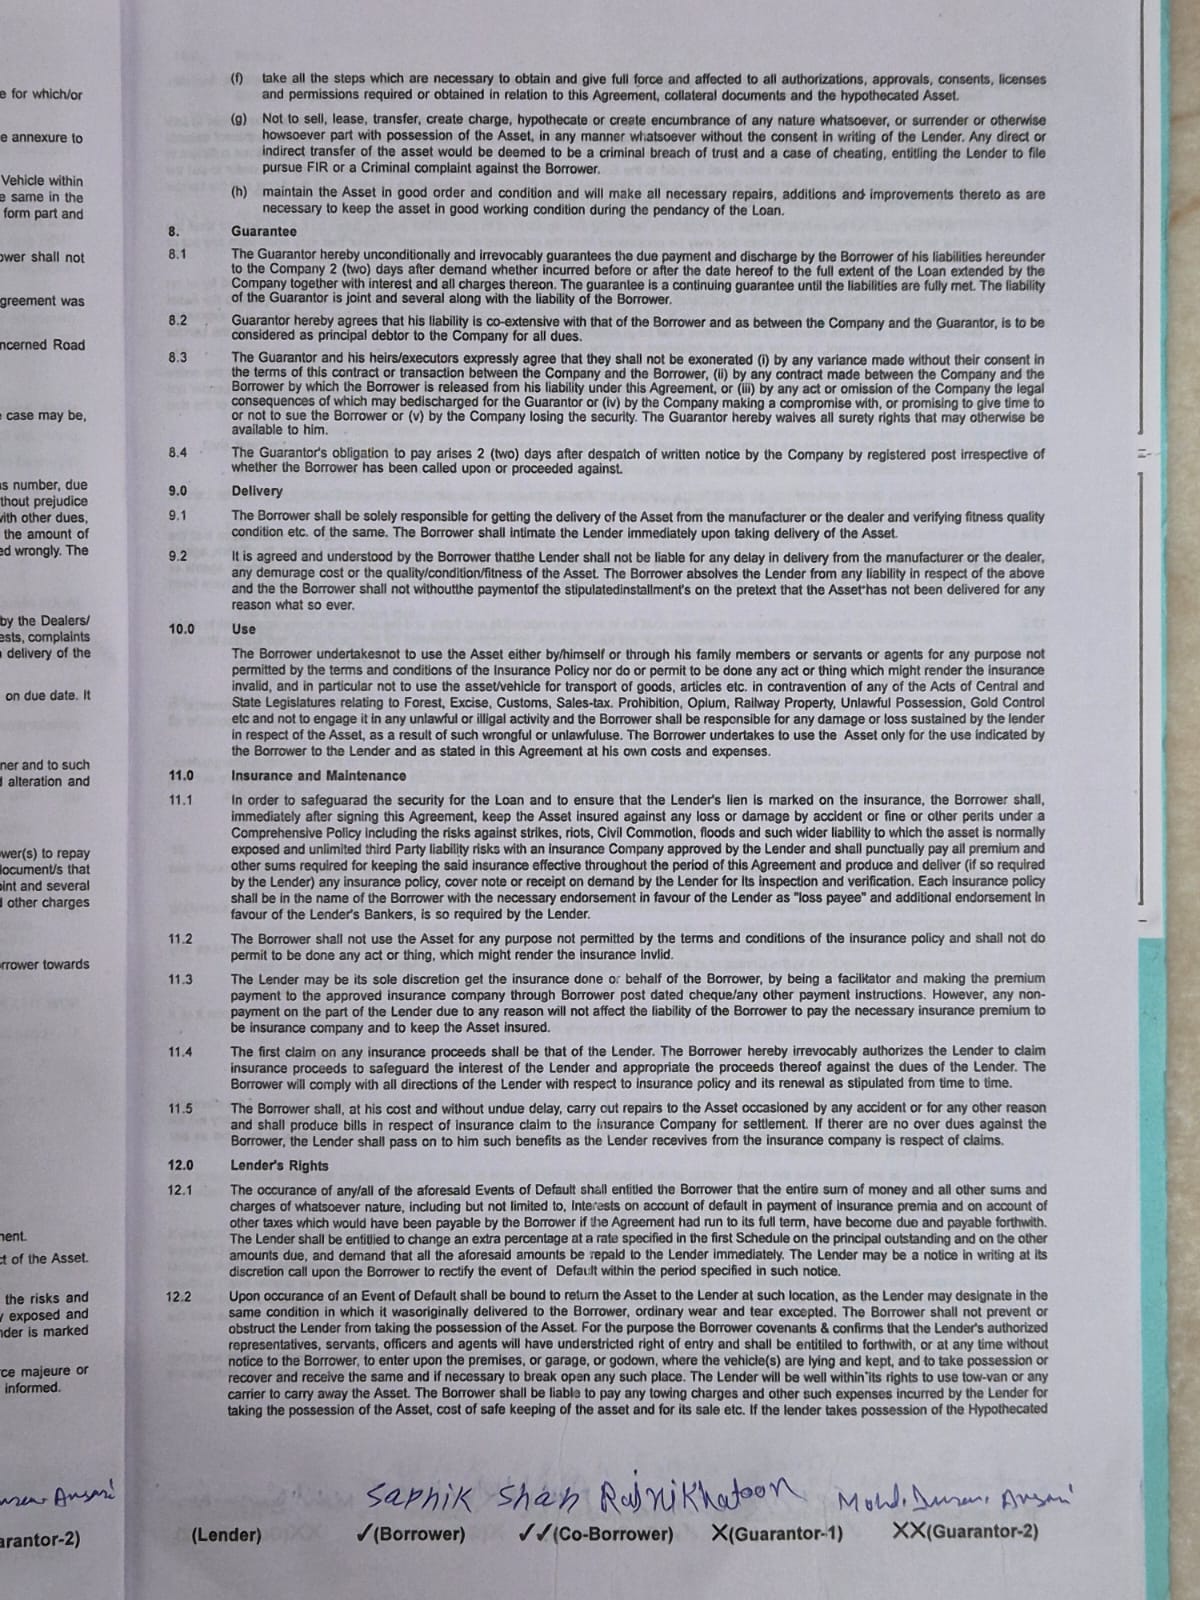 e for which/or
e annexure to
Vehicle within
e same in the
form part and
ower shall not
greement was
ncerned Road
case may be,
as number, due
thout prejudice
with other dues,
the amount of
ed wrongly. The
by the Dealers/
ests, complaints
delivery of the
on due date. It
ner and to such
alteration and
wer(s) to repay
document/s that
oint and several
other charges
orrower towards
ment.
ct of the Asset.
the risks and
y exposed and
nder is marked
rce majeure or
informed.
Ansari
arantor-2)
(f) take all the steps which are necessary to obtain and give full force and affected to all authorizations, approvals, consents, licenses
and permissions required or obtained in relation to this Agreement, collateral documents and the hypothecated Asset.
(g) Not to sell, lease, transfer, create charge, hypothecate or create encumbrance of any nature whatsoever, or surrender or otherwise
howsoever part with possession of the Asset, in any manner whatsoever without the consent in writing of the Lender. Any direct or
indirect transfer of the asset would be deemed to be a criminal breach of trust and a case of cheating, entitling the Lender to file
pursue FIR or a Criminal complaint against the Borrower.
(h) maintain the Asset in good order and condition and will make all necessary repairs, additions and improvements thereto as are
necessary to keep the asset in good working condition during the pendancy of the Loan.
8. Guarantee
8.1 The Guarantor hereby unconditionally and irrevocably guarantees the due payment and discharge by the Borrower of his liabilities hereunder
to the Company 2 (two) days after demand whether incurred before or after the date hereof to the full extent of the Loan extended by the
Company together with interest and all charges thereon. The guarantee is a continuing guarantee until the liabilities are fully met. The liability
of the Guarantor is joint and several along with the liability of the Borrower.
8.2 Guarantor hereby agrees that his liability is co-extensive with that of the Borrower and as between the Company and the Guarantor, is to be
considered as principal debtor to the Company for all dues.
8.3 The Guarantor and his heirs/executors expressly agree that they shall not be exonerated (i) by any variance made without their consent in
the terms of this contract or transaction between the Company and the Borrower, (ii) by any contract made between the Company and the
Borrower by which the Borrower is released from his liability under this Agreement, or (iii) by any act or omission of the Company the legal
consequences of which may bedischarged for the Guarantor or (iv) by the Company making a compromise with, or promising to give time to
or not to sue the Borrower or (v) by the Company losing the security. The Guarantor hereby waives all surety rights that may otherwise be
available to him.
8.4 The Guarantor's obligation to pay arises 2 (two) days after despatch of written notice by the Company by registered post irrespective of
whether the Borrower has been called upon or proceeded against.
9.0 Delivery
9.1 The Borrower shall be solely responsible for getting the delivery of the Asset from the manufacturer or the dealer and verifying fitness quality
condition etc. of the same. The Borrower shall intimate the Lender immediately upon taking delivery of the Asset.
9.2 It is agreed and understood by the Borrower thatthe Lender shall not be liable for any delay in delivery from the manufacturer or the dealer,
any demurage cost or the quality/condition/fitness of the Asset. The Borrower absolves the Lender from any liability in respect of the above
and the the Borrower shall not withoutthe paymentof the stipulatedinstallment's on the pretext that the Asset has not been delivered for any
reason what so ever.
10.0 Use
The Borrower undertakesnot to use the Asset either by/himself or through his family members or servants or agents for any purpose not
permitted by the terms and conditions of the Insurance Policy nor do or permit to be done any act or thing which might render the insurance
invalid, and in particular not to use the asset/vehicle for transport of goods, articles etc. in contravention of any of the Acts of Central and
State Legislatures relating to Forest, Excise, Customs, Sales-tax. Prohibition, Opium, Railway Property, Unlawful Possession, Gold Control
etc and not to engage it in any unlawful or illigal activity and the Borrower shall be responsible for any damage or loss sustained by the lender
in respect of the Asset, as a result of such wrongful or unlawfuluse. The Borrower undertakes to use the Asset only for the use indicated by
the Borrower to the Lender and as stated in this Agreement at his own costs and expenses.
11.0 Insurance and Maintenance
11.1 In order to safeguarad the security for the Loan and to ensure that the Lender's lien is marked on the insurance, the Borrower shall,
immediately after signing this Agreement, keep the Asset insured against any loss or damage by accident or fine or other perits under a
Comprehensive Policy including the risks against strikes, riots, Civil Commotion, floods and such wider liability to which the asset is normally
exposed and unlimited third Party liability risks with an Insurance Company approved by the Lender and shall punctually pay all premium and
other sums required for keeping the said insurance effective throughout the period of this Agreement and produce and deliver (if so required
by the Lender) any insurance policy, cover note or receipt on demand by the Lender for Its inspection and verification. Each insurance policy
shall be in the name of the Borrower with the necessary endorsement in favour of the Lender as "loss payee" and additional endorsement in
favour of the Lender's Bankers, is so required by the Lender.
11.2 The Borrower shall not use the Asset for any purpose not permitted by the terms and conditions of the insurance policy and shall not do
permit to be done any act or thing, which might render the insurance invlid.
11.3 The Lender may be its sole discretion get the insurance done or behalf of the Borrower, by being a facilitator and making the premium
payment to the approved insurance company through Borrower post dated cheque/any other payment instructions. However, any non-
payment on the part of the Lender due to any reason will not affect the liability of the Borrower to pay the necessary insurance premium to
be insurance company and to keep the Asset insured.
11.4 The first claim on any insurance proceeds shall be that of the Lender. The Borrower hereby irrevocably authorizes the Lender to claim
insurance proceeds to safeguard the interest of the Lender and appropriate the proceeds thereof against the dues of the Lender. The
Borrower will comply with all directions of the Lender with respect to insurance policy and its renewal as stipulated from time to time.
11.5 The Borrower shall, at his cost and without undue delay, carry out repairs to the Asset occasioned by any accident or for any other reason
and shall produce bills in respect of insurance claim to the insurance Company for settlement. If therer are no over dues against the
Borrower, the Lender shall pass on to him such benefits as the Lender recevives from the insurance company is respect of claims.
12.0 Lender's Rights
12.1 The occurance of any/all of the aforesaid Events of Default shall entitled the Borrower that the entire sum of money and all other sums and
charges of whatsoever nature, including but not limited to, Interests on account of default in payment of insurance premia and on account of
other taxes which would have been payable by the Borrower if the Agreement had run to its full term, have become due and payable forthwith.
The Lender shall be entitlied to change an extra percentage at a rate specified in the first Schedule on the principal outstanding and on the other
amounts due, and demand that all the aforesaid amounts be repaid to the Lender immediately. The Lender may be a notice in writing at its
discretion call upon the Borrower to rectify the event of Default within the period specified in such notice.
12.2 Upon occurance of an Event of Default shall be bound to return the Asset to the Lender at such location, as the Lender may designate in the
same condition in which it wasoriginally delivered to the Borrower, ordinary wear and tear excepted. The Borrower shall not prevent or
obstruct the Lender from taking the possession of the Asset. For the purpose the Borrower covenants & confirms that the Lender's authorized
representatives, servants, officers and agents will have understricted right of entry and shall be entitiled to forthwith, or at any time without
notice to the Borrower, to enter upon the premises, or garage, or godown, where the vehicle(s) are lying and kept, and to take possession or
recover and receive the same and if necessary to break open any such place. The Lender will be well within its rights to use tow-van or any
carrier to carry away the Asset. The Borrower shall be liable to pay any towing charges and other such expenses incurred by the Lender for
taking the possession of the Asset, cost of safe keeping of the asset and for its sale etc. If the lender takes possession of the Hypothecated
Saphik Shah Rajni Khatoon Mohd. Ansari
(Lender) ✓(Borrower) ✓✓(Co-Borrower) X(Guarantor-1) XX(Guarantor-2)